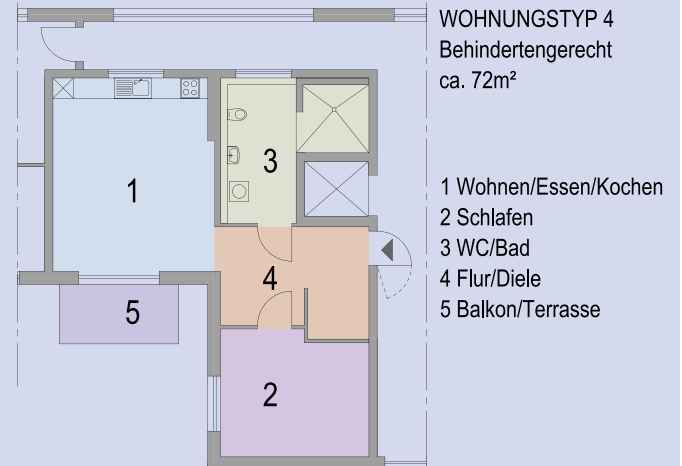 WOHNUNGSTYP 4
Behindertengerecht
ca. 72m²
1 Wohnen/Essen/Kochen
2 Schlafen
3 WC/Bad
4 Flur/Diele
5 Balkon/Terrasse
1
3
4
5
2